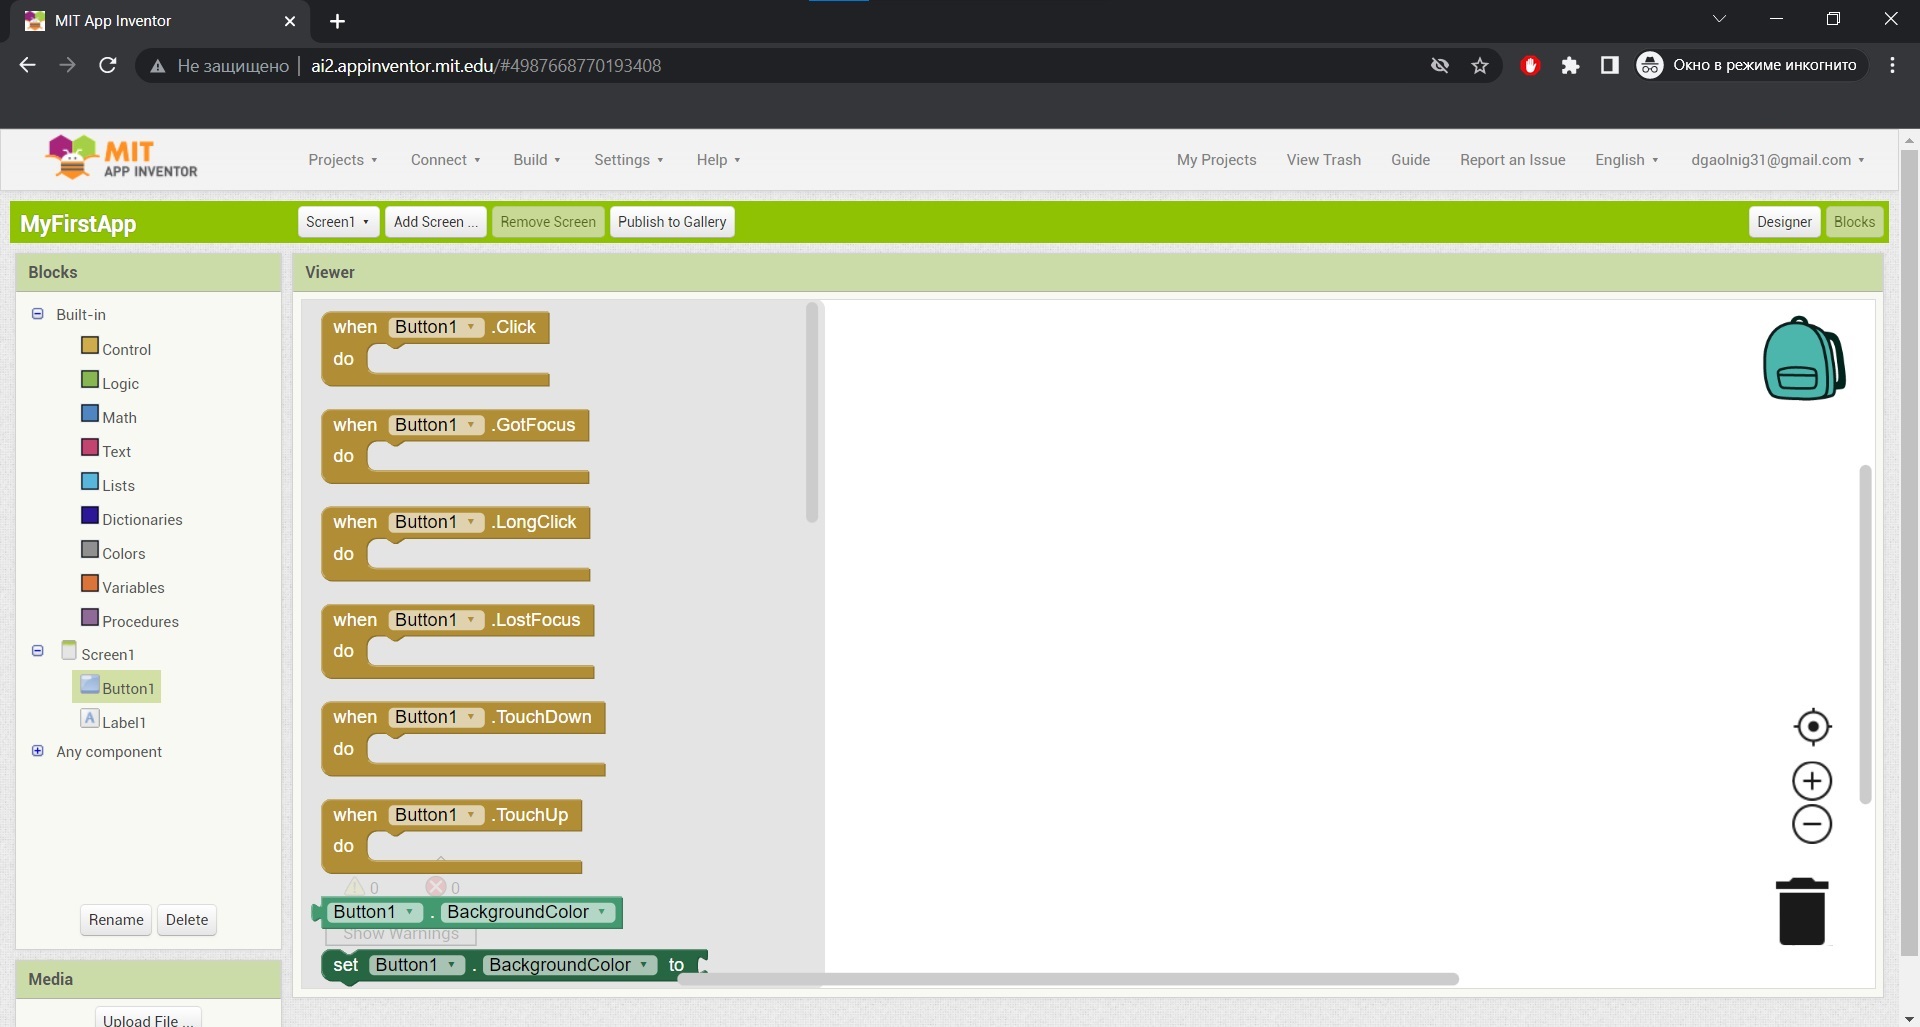 MIT App Inventor
Не защищено | ai2.appinventor.mit.edu/#4987668770193408
Окно в режиме инкогнито
MIT
APP INVENTOR
Projects Connect Build Settings Help My Projects View Trash Guide Report an Issue English dgaolnig31@gmail.com
MyFirstApp
Screen1 Add Screen ... Remove Screen Publish to Gallery Designer Blocks
Blocks
Built-in
Control
Logic
Math
Text
Lists
Dictionaries
Colors
Variables
Procedures
Screen1
Button1
A Label1
Any component
Rename Delete
Media
Upload File ...
Viewer
when Button1 .Click
do
when Button1 .GotFocus
do
when Button1 .LongClick
do
when Button1 .LostFocus
do
when Button1 .TouchDown
do
when Button1 .TouchUp
do
0 0
Button1 . BackgroundColor
Show Warnings
set Button1 . BackgroundColor to